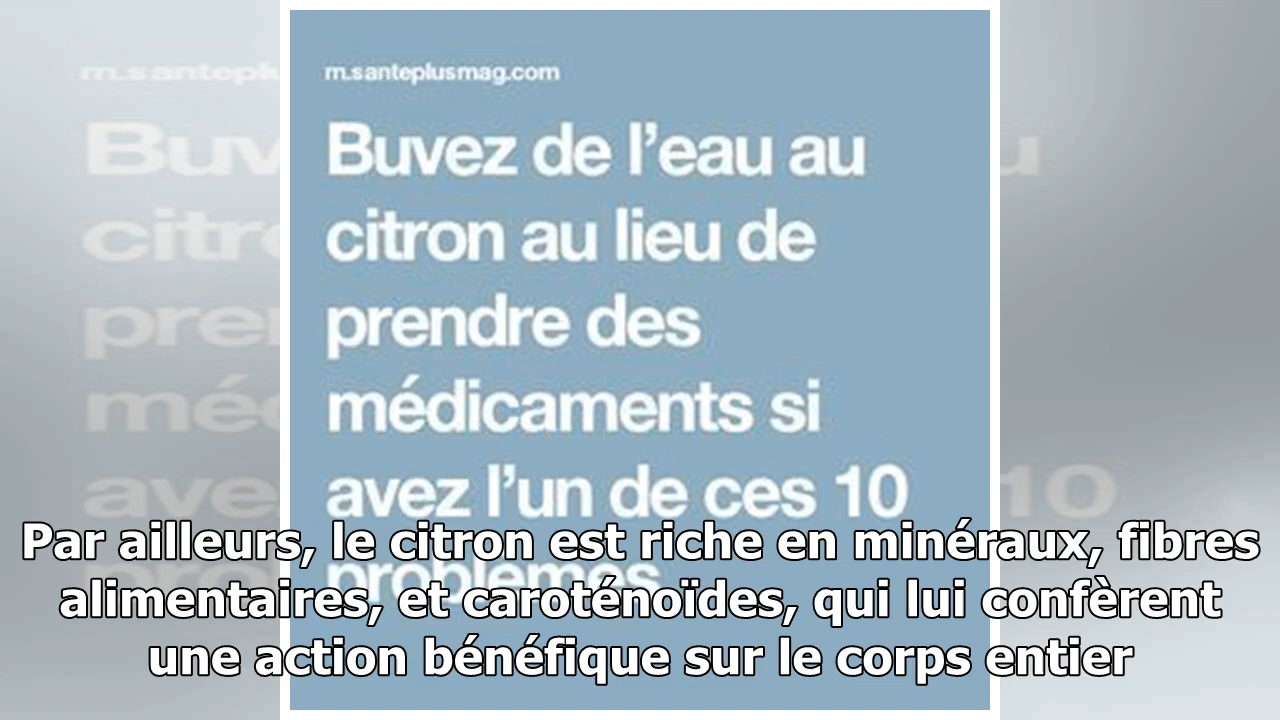 m.santeplusmag.com
Buvez de l'eau au
citron au lieu de
prendre des
médicaments si
avez l'un de ces 10
problèmes
Par ailleurs, le citron est riche en minéraux, fibres
alimentaires, et caroténoïdes, qui lui confèrent
une action bénéfique sur le corps entier